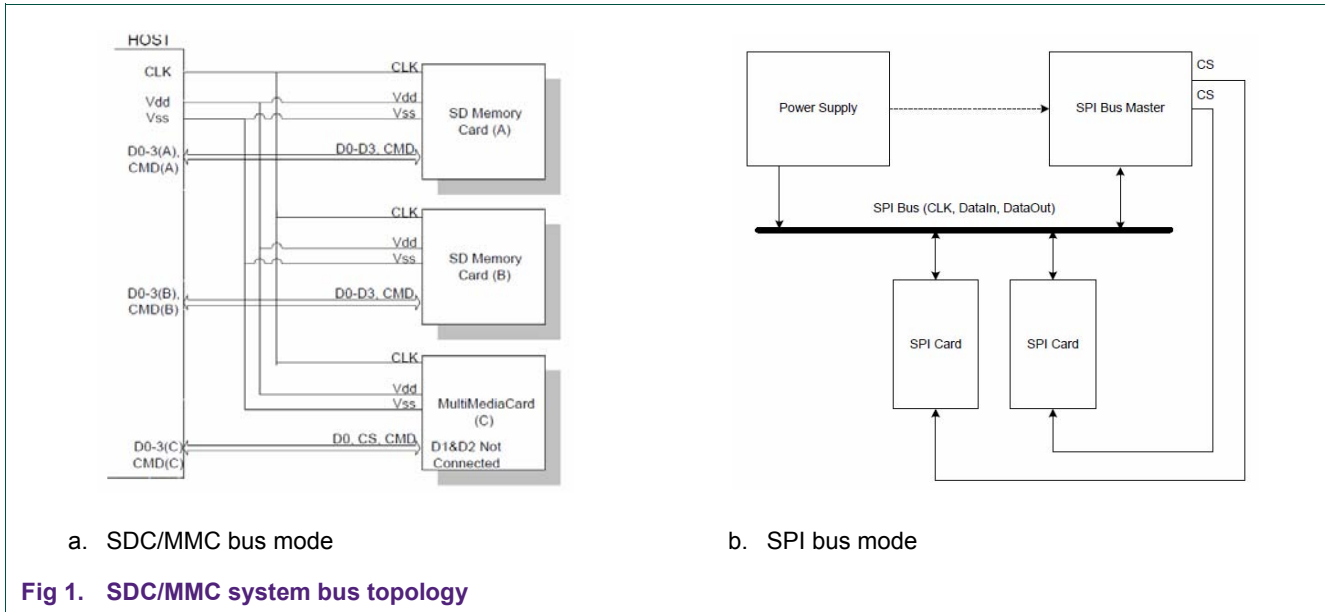 HOST
CLK
CLK
Vdd
Vdd
Vss
Vss
SD Memory
Card (A)
D0-3(A),
CMD(A)
D0-D3, CMD
CLK
Vdd
Vss
SD Memory
Card (B)
D0-3(B),
CMD(B)
D0-D3, CMD
CLK
Vdd
Vss
MultiMediaCard
(C)
D0-3(C)
CMD(C)
D0, CS, CMD
D1&D2 Not
Connected
Power Supply
SPI Bus Master
CS
CS
SPI Bus (CLK, DataIn, DataOut)
SPI Card
SPI Card
a. SDC/MMC bus mode
b. SPI bus mode
Fig 1. SDC/MMC system bus topology